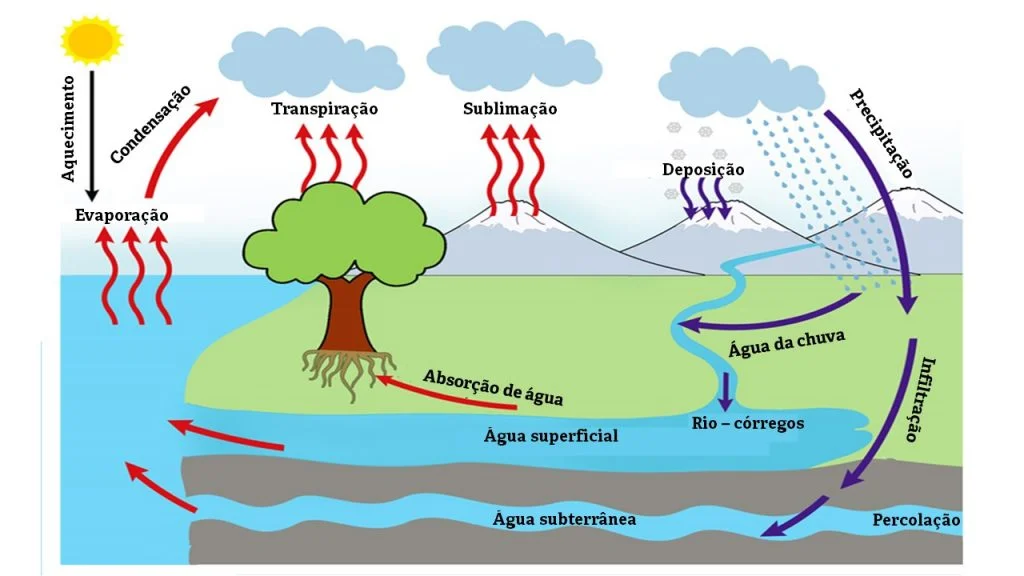 Aquecimento
Condensação
Evaporação
Transpiração
Sublimação
Deposição
Precipitação
Água da chuva
Infiltração
Absorção de água
Rio – córregos
Água superficial
Água subterrânea
Percolação